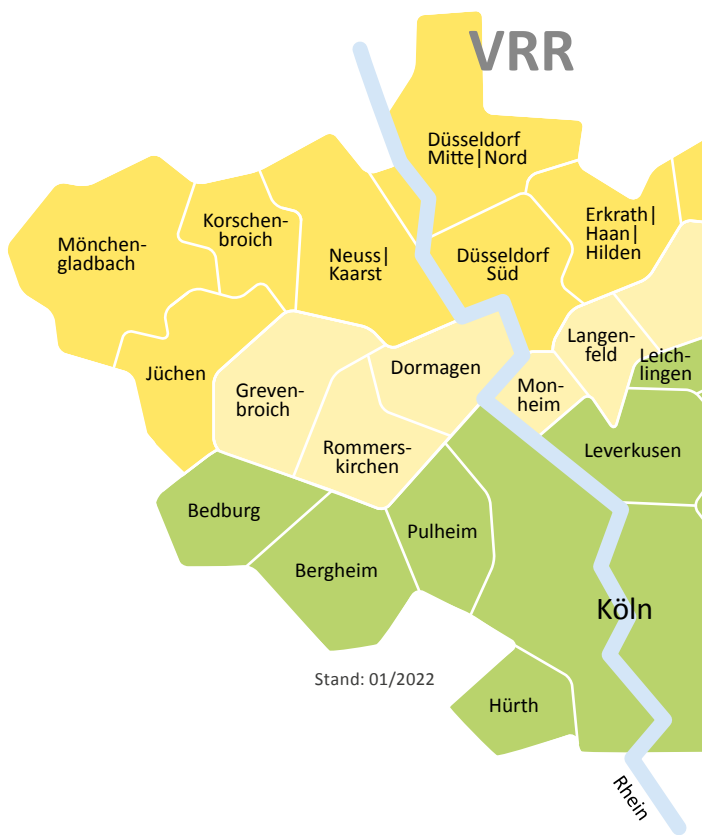 VRR
Düsseldorf
Mitte|Nord
Korschen-
broich
Erkrath|
Haan|
Hilden
Mönchen-
gladbach
Neuss|
Kaarst
Düsseldorf
Süd
Langen-
feld
Leich-
lingen
Jüchen
Dormagen
Greven-
broich
Mon-
heim
Rommers-
kirchen
Leverkusen
Bedburg
Pulheim
Bergheim
Köln
Stand: 01/2022
Hürth
Rhein